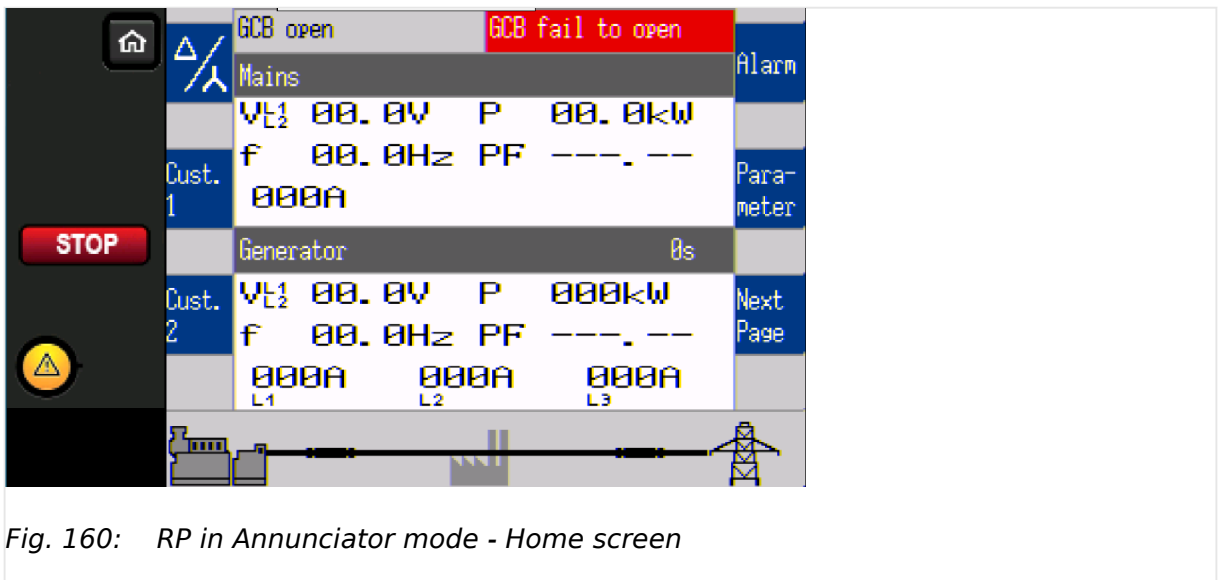 GCB open GCB fail to open
Alarm
Mains
VL1L2 00.0V P 00.0kW
f 00.0Hz PF ---.--
Cust.
1
Para-
meter
000A
STOP
Generator 0s
VL1L2 00.0V P 000kW
Cust.
2
Next
Page
f 00.0Hz PF ---.--
000A 000A 000A
L1 L2 L3
Fig. 160: RP in Annunciator mode - Home screen